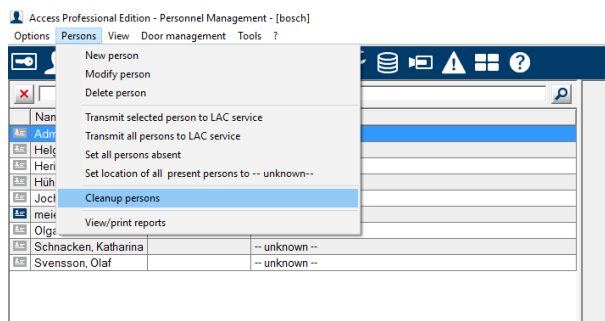 Access Professional Edition - Personnel Management - [bosch]
Options Persons View Door management Tools ?
New person
Modify person
Delete person
Transmit selected person to LAC service
Transmit all persons to LAC service
Set all persons absent
Set location of all present persons to -- unknown--
Cleanup persons
View/print reports
Nan
Adm
Helg
Heri
Hüh
Joch
meie
Olga
Schnacken, Katharina -- unknown --
Svensson, Olaf -- unknown --